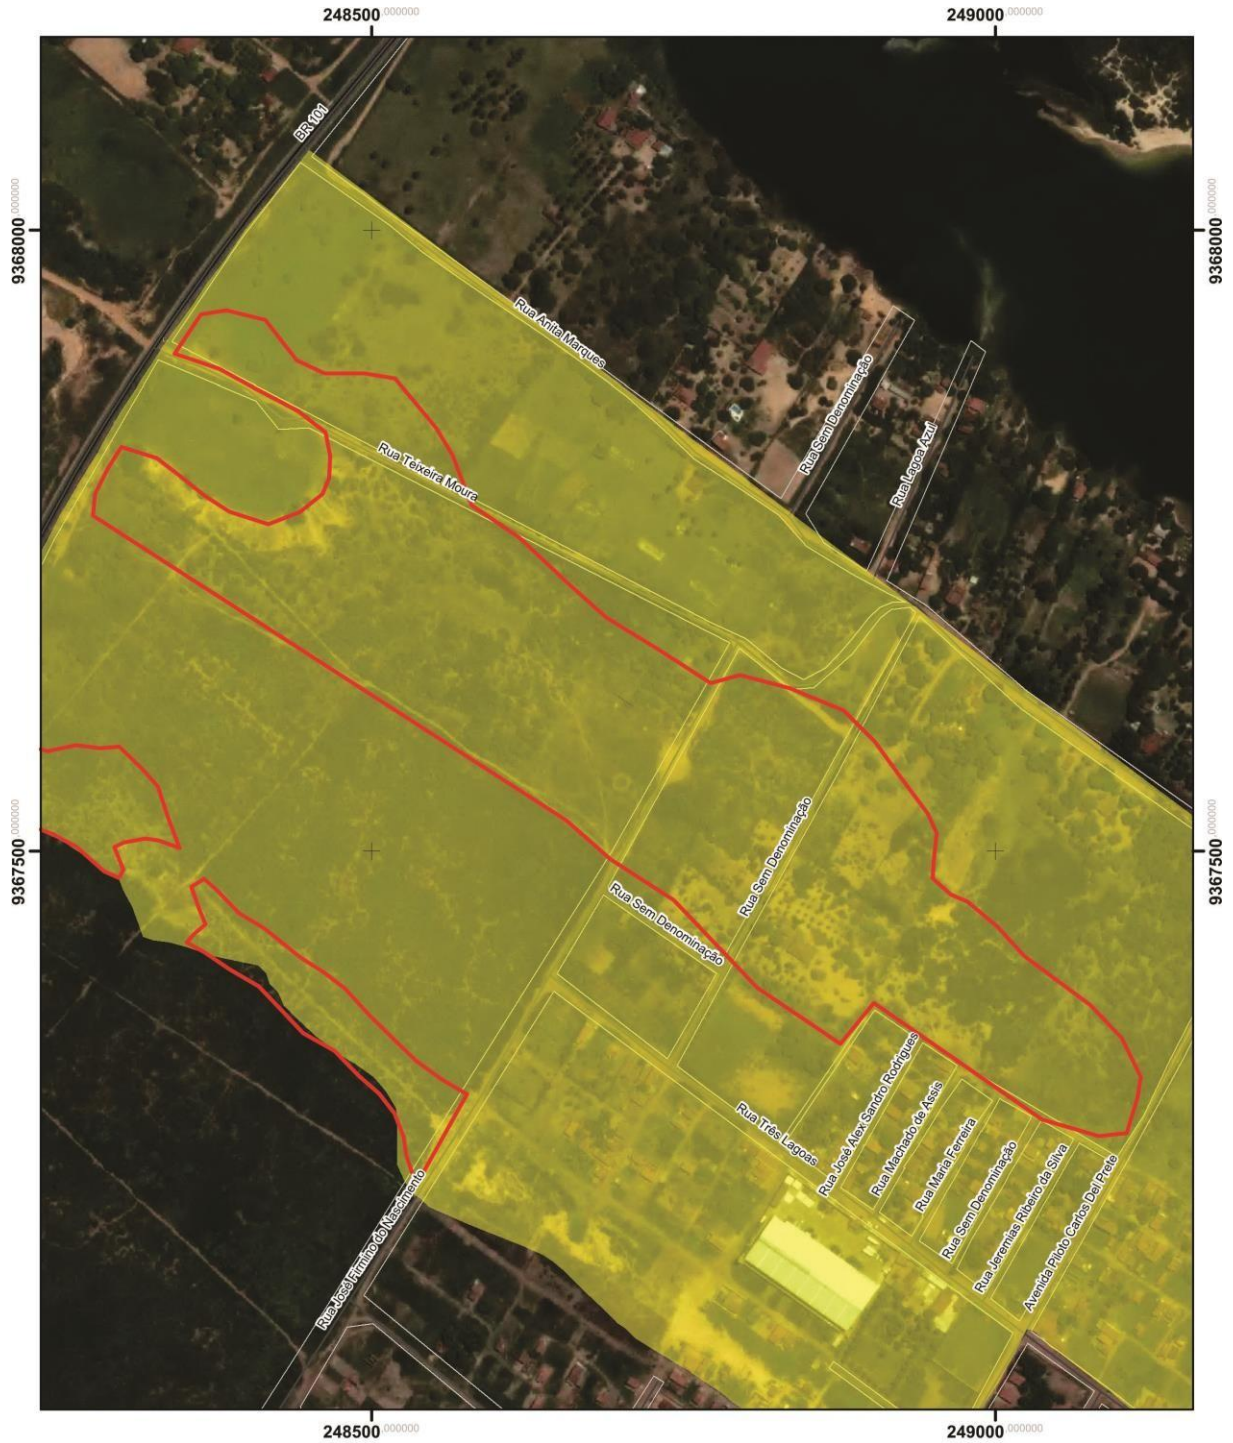 248500,000000
249000,000000
BR 101
9368000,000000
9368000,000000
Rua Anita Marques
Rua Sem Denominação
Rua Lagoa Azul
Rua Teixeira Moura
9367500,000000
9367500,000000
Rua Sem Denominação
Rua Sem Denominação
Rua Três Lagoas
Rua José Alex Sandro Rodrigues
Rua Machado de Assis
Rua Maria Ferreira
Rua Sem Denominação
Rua Jeremias Ribeiro da Silva
Avenida Piloto Carlos Del Prete
Rua José Firmino do Nascimento
248500,000000
249000,000000